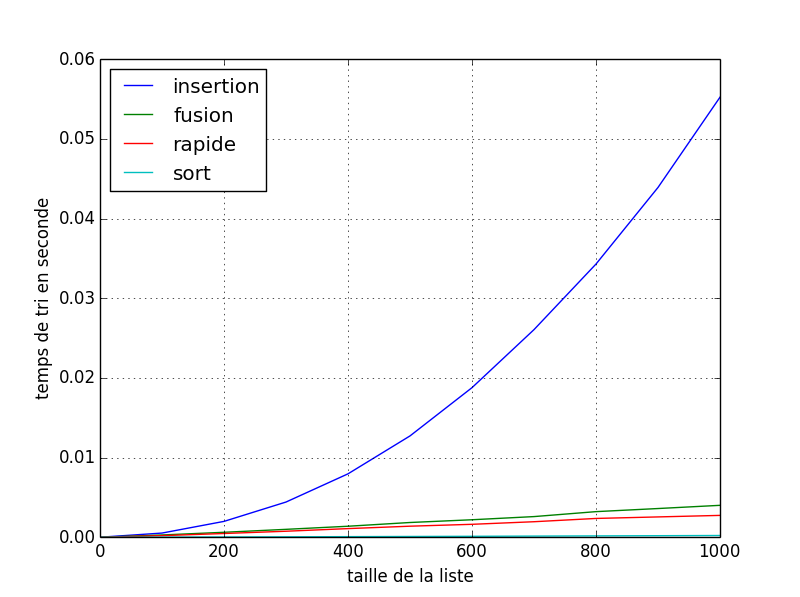 0.06
0.05
0.04
0.03
0.02
0.01
0.00
insertion
fusion
rapide
sort
temps de tri en seconde
0 200 400 600 800 1000
taille de la liste